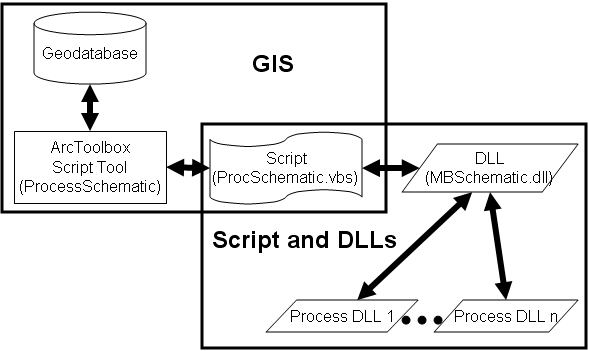 Geodatabase
GIS
ArcToolbox
Script Tool
(ProcessSchematic)
Script
(ProcSchematic.vbs)
DLL
(MBSchematic.dll)
Script and DLLs
Process DLL 1
Process DLL n